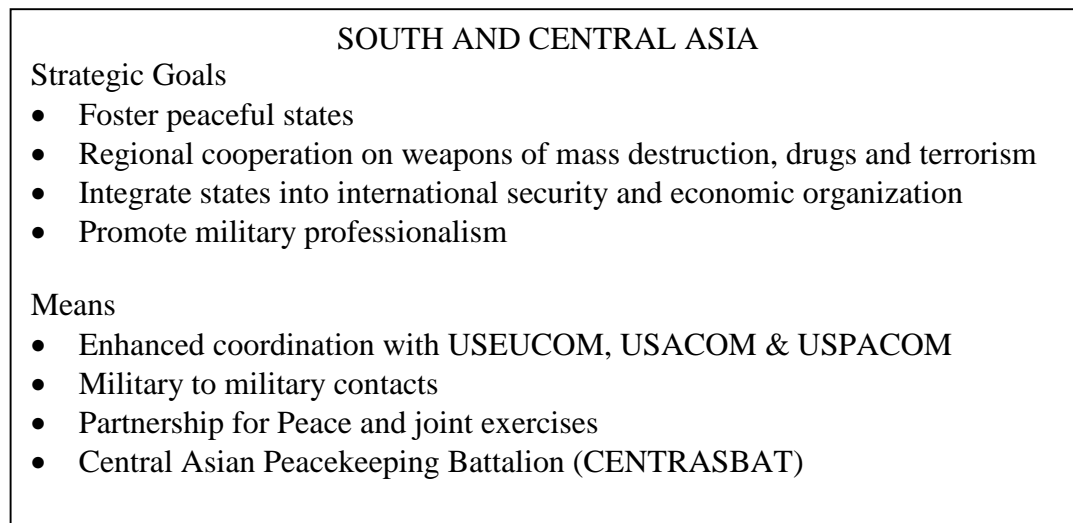 SOUTH AND CENTRAL ASIA
Strategic Goals
• Foster peaceful states
• Regional cooperation on weapons of mass destruction, drugs and terrorism
• Integrate states into international security and economic organization
• Promote military professionalism
Means
• Enhanced coordination with USEUCOM, USACOM & USPACOM
• Military to military contacts
• Partnership for Peace and joint exercises
• Central Asian Peacekeeping Battalion (CENTRASBAT)